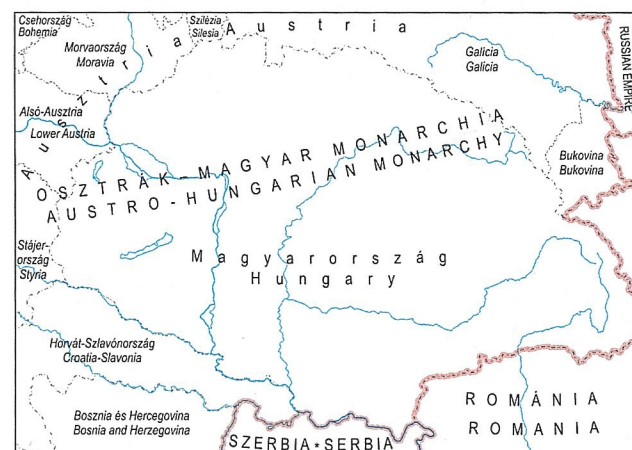 Csehország
Bohemia
Szilézia
Silesia
Austria
Morvaország
Moravia
Galícia
Galicia
RUSSIAN EMPIRE
Ausztria
Alsó-Ausztria
Lower Austria
OSZTRÁK-MAGYAR MONARCHIA
AUSTRO-HUNGARIAN MONARCHY
Bukovina
Bukovina
Stájer-
ország
Styria
Magyarország
Hungary
Horvát-Szlavónország
Croatia-Slavonia
Bosznia és Hercegovina
Bosnia and Herzegovina
ROMÁNIA
ROMANIA
SZERBIA * SERBIA